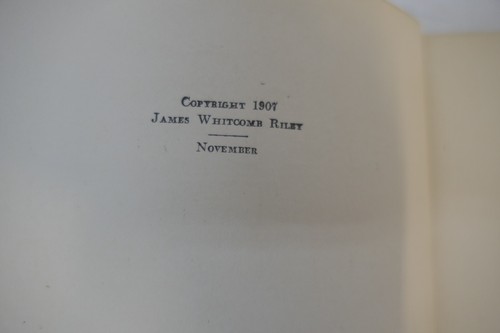 Copyright 1907
James Whitcomb Riley
November